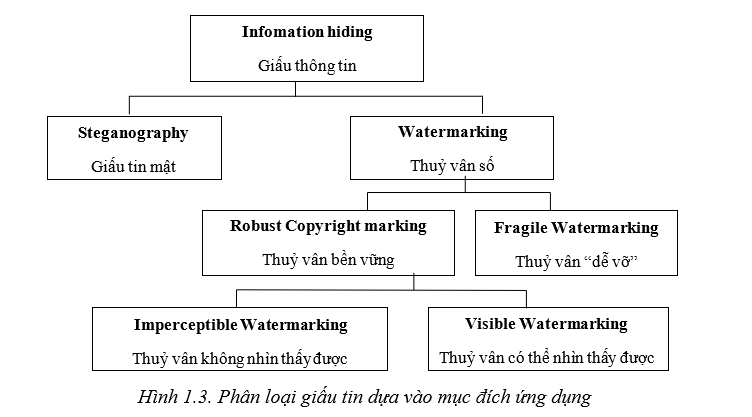 Infomation hiding
Giấu thông tin
Steganography
Giấu tin mật
Watermarking
Thuỷ vân số
Robust Copyright marking
Thuỷ vân bền vững
Fragile Watermarking
Thuỷ vân “dễ vỡ”
Imperceptible Watermarking
Thuỷ vân không nhìn thấy được
Visible Watermarking
Thuỷ vân có thể nhìn thấy được
Hình 1.3. Phân loại giấu tin dựa vào mục đích ứng dụng